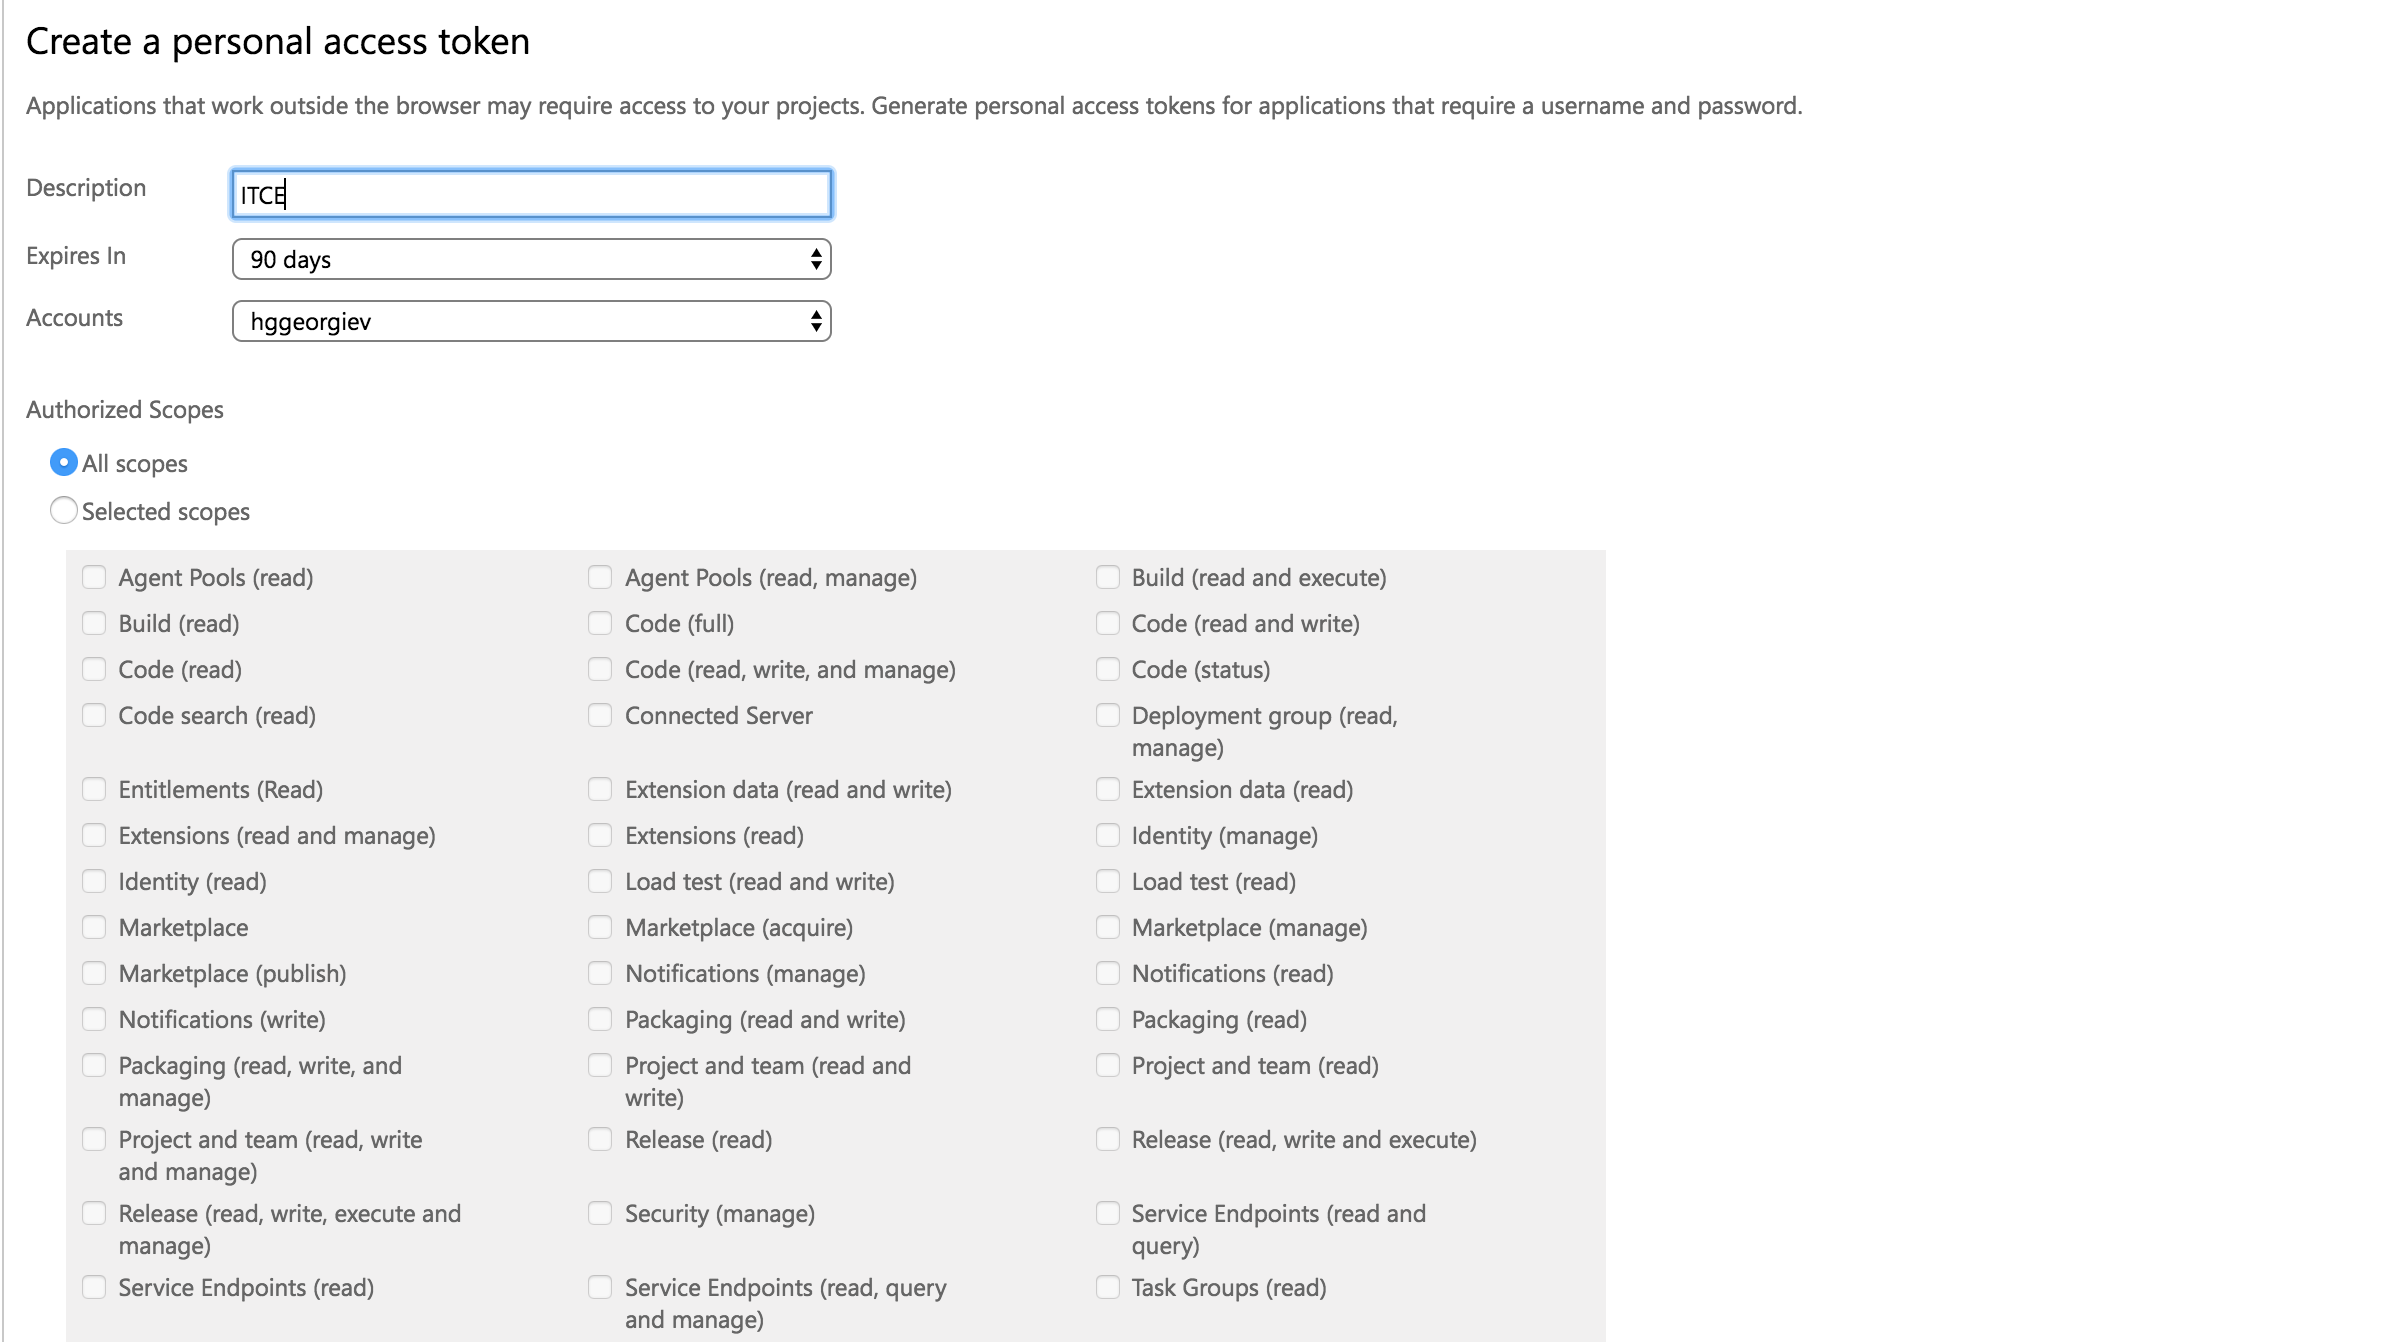 Create a personal access token
Applications that work outside the browser may require access to your projects. Generate personal access tokens for applications that require a username and password.
Description
ITCE
Expires In
90 days
Accounts
hggeorgiev
Authorized Scopes
All scopes
Selected scopes
Agent Pools (read)
Agent Pools (read, manage)
Build (read and execute)
Build (read)
Code (full)
Code (read and write)
Code (read)
Code (read, write, and manage)
Code (status)
Code search (read)
Connected Server
Deployment group (read,
manage)
Entitlements (Read)
Extension data (read and write)
Extension data (read)
Extensions (read and manage)
Extensions (read)
Identity (manage)
Identity (read)
Load test (read and write)
Load test (read)
Marketplace
Marketplace (acquire)
Marketplace (manage)
Marketplace (publish)
Notifications (manage)
Notifications (read)
Notifications (write)
Packaging (read and write)
Packaging (read)
Packaging (read, write, and
manage)
Project and team (read and
write)
Project and team (read)
Project and team (read, write
and manage)
Release (read)
Release (read, write and execute)
Release (read, write, execute and
manage)
Security (manage)
Service Endpoints (read and
query)
Service Endpoints (read)
Service Endpoints (read, query
and manage)
Task Groups (read)